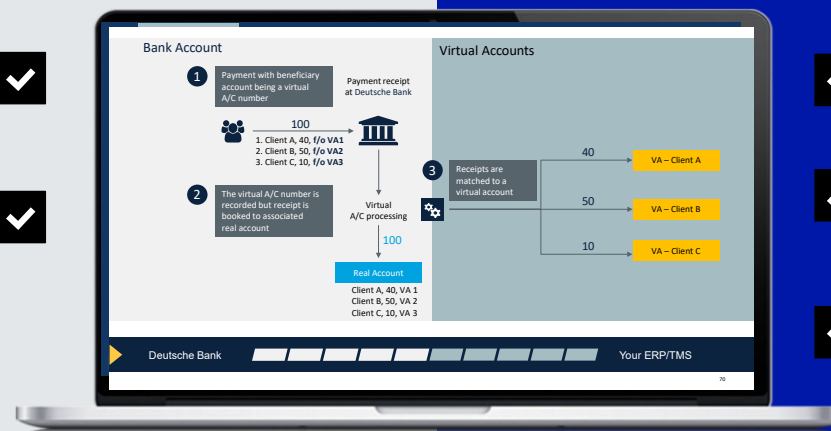 Bank Account
Virtual Accounts
1
Payment with beneficiary
account being a virtual
A/C number
Payment receipt
at Deutsche Bank
100
1. Client A, 40, f/o VA1
2. Client B, 50, f/o VA2
3. Client C, 10, f/o VA3
2
The virtual A/C number is
recorded but receipt is
booked to associated
real account
Virtual
A/C processing
100
Real Account
Client A, 40, VA 1
Client B, 50, VA 2
Client C, 10, VA 3
3
Receipts are
matched to a
virtual account
40
VA – Client A
50
VA – Client B
10
VA – Client C
Deutsche Bank
Your ERP/TMS
70